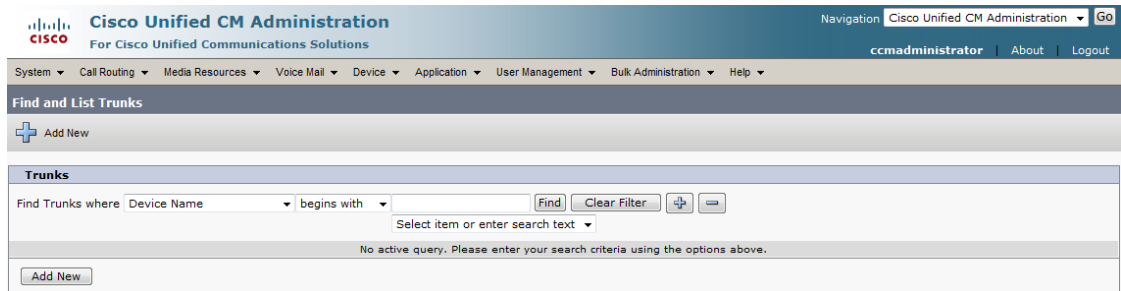 CISCO
Cisco Unified CM Administration
For Cisco Unified Communications Solutions
Navigation Cisco Unified CM Administration Go
ccmadministrator About Logout
System Call Routing Media Resources Voice Mail Device Application User Management Bulk Administration Help
Find and List Trunks
Add New
Trunks
Find Trunks where Device Name begins with Find Clear Filter
Select item or enter search text
No active query. Please enter your search criteria using the options above.
Add New